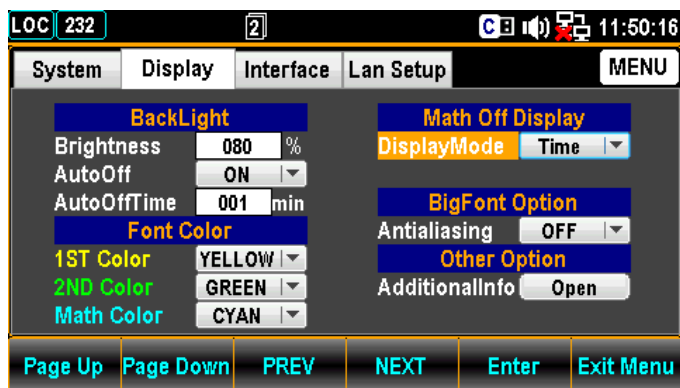 LOC 232 2 C 11:50:16
System Display Interface Lan Setup MENU
BackLight
Brightness 080 %
AutoOff ON
AutoOffTime 001 min
Font Color
1ST Color YELLOW
2ND Color GREEN
Math Color CYAN
Math Off Display
DisplayMode Time
BigFont Option
Antialiasing OFF
Other Option
AdditionalInfo Open
Page Up Page Down PREV NEXT Enter Exit Menu